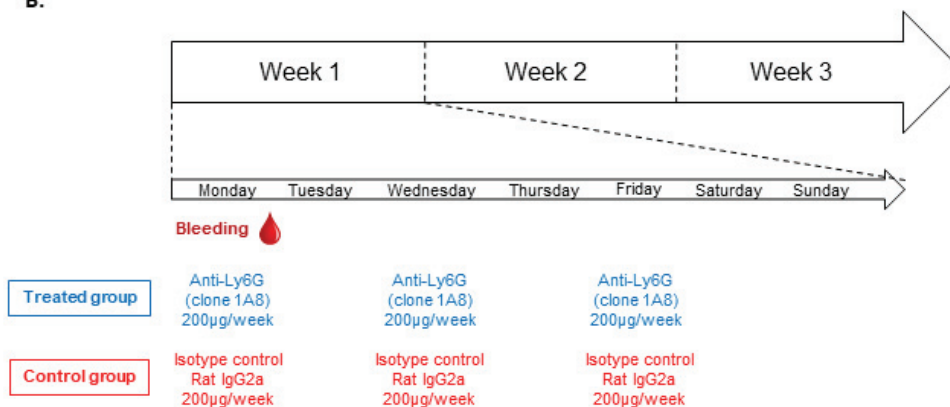 B.
Week 1
Week 2
Week 3
Monday Tuesday Wednesday Thursday Friday Saturday Sunday
Bleeding
Treated group
Anti-Ly6G
(clone 1A8)
200µg/week
Anti-Ly6G
(clone 1A8)
200µg/week
Anti-Ly6G
(clone 1A8)
200µg/week
Control group
Isotype control
Rat IgG2a
200µg/week
Isotype control
Rat IgG2a
200µg/week
Isotype control
Rat IgG2a
200µg/week